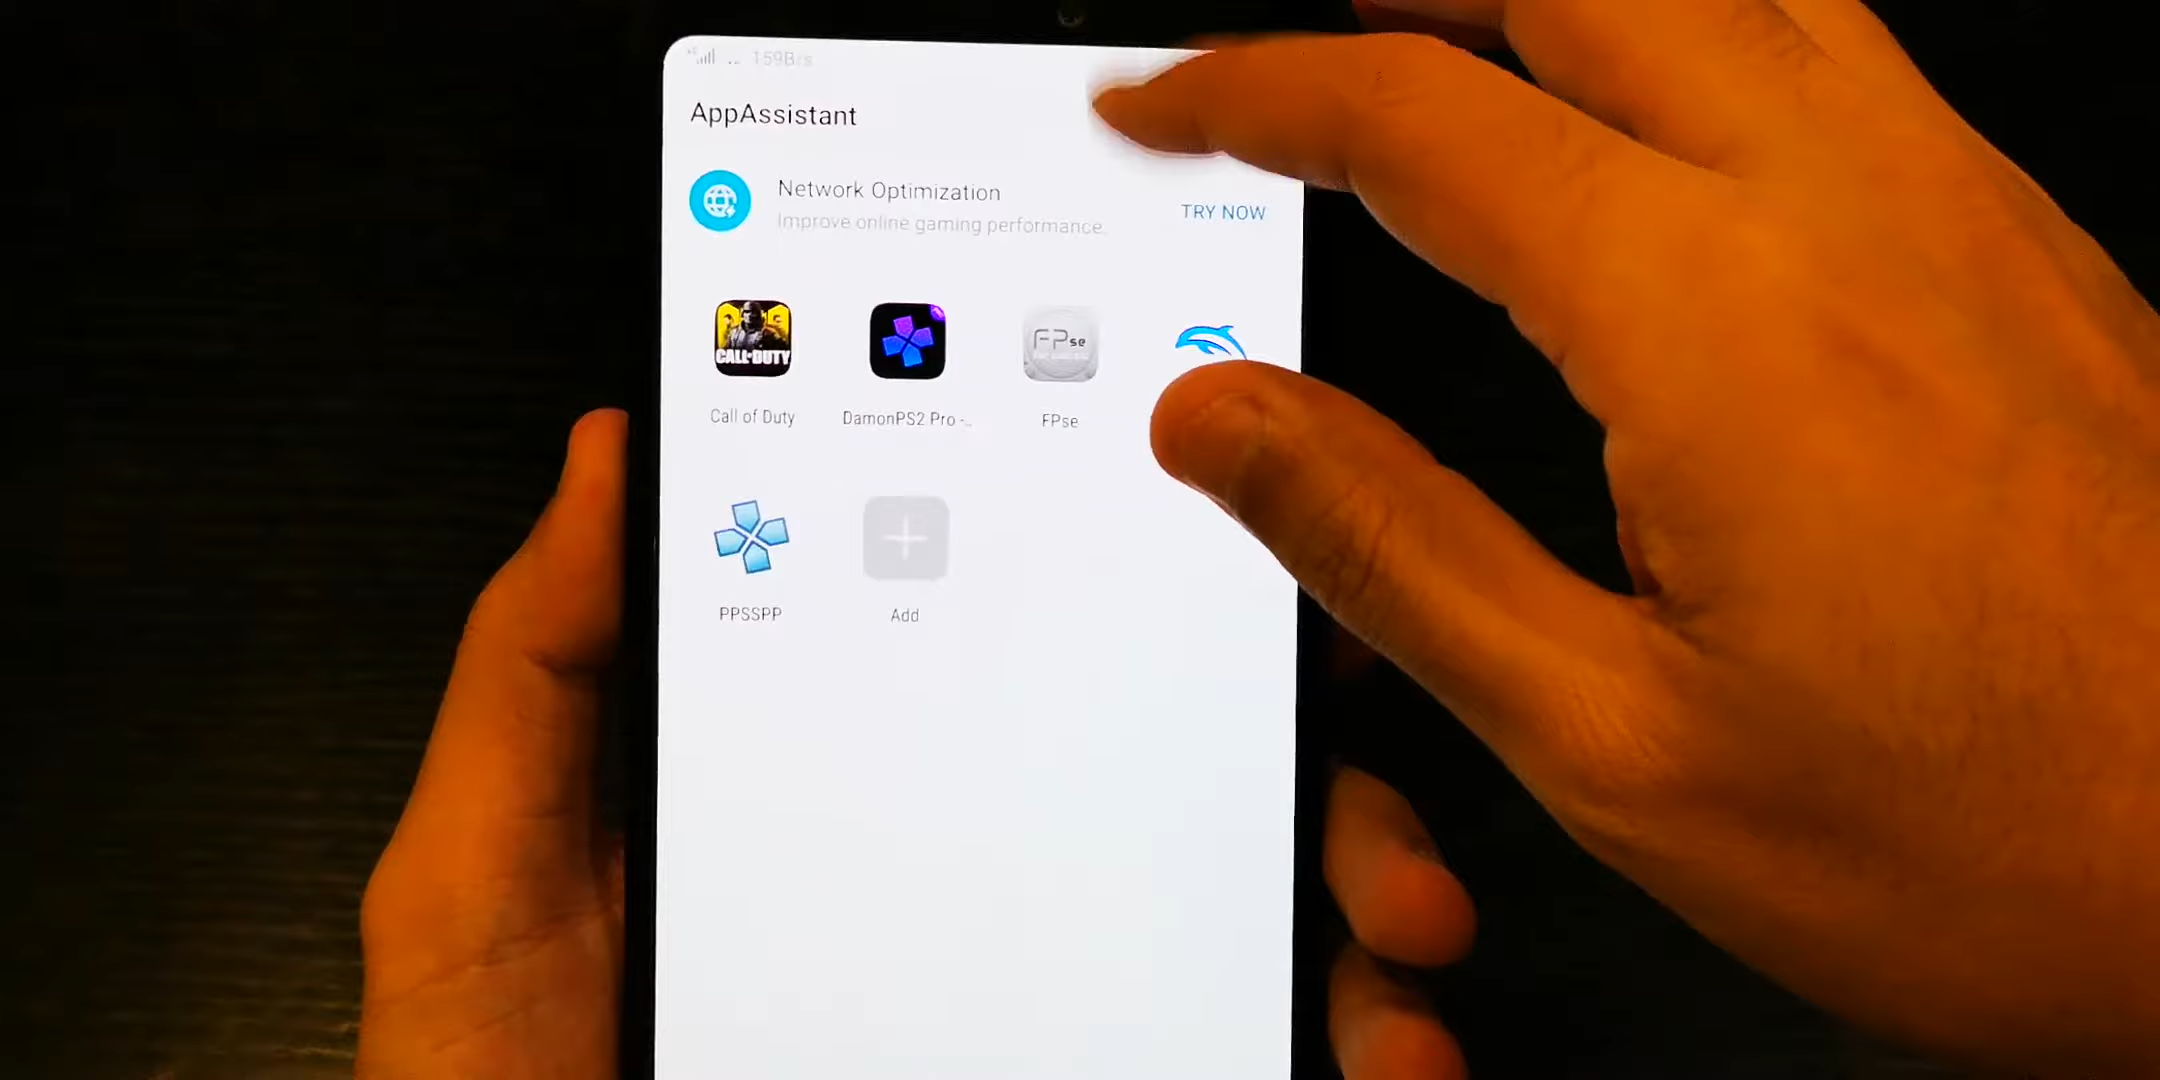 159B/s
AppAssistant
Network Optimization
Improve online gaming performance.
TRY NOW
CALL OF DUTY
FPse
Call of Duty
DamonPS2 Pro -..
FPse
PPSSPP
Add